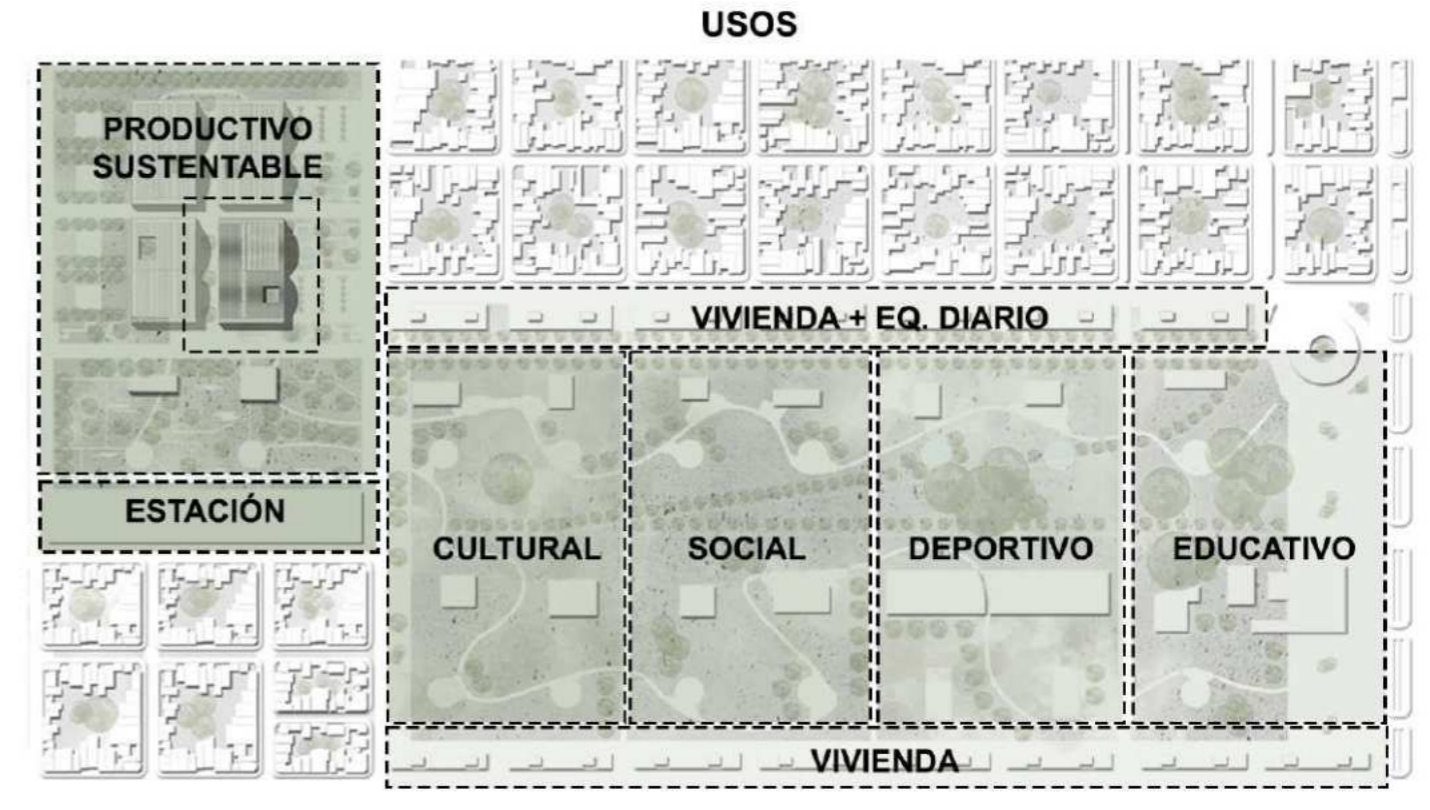 USOS
PRODUCTIVO
SUSTENTABLE
VIVIENDA + EQ. DIARIO
ESTACIÓN
CULTURAL
SOCIAL
DEPORTIVO
EDUCATIVO
VIVIENDA